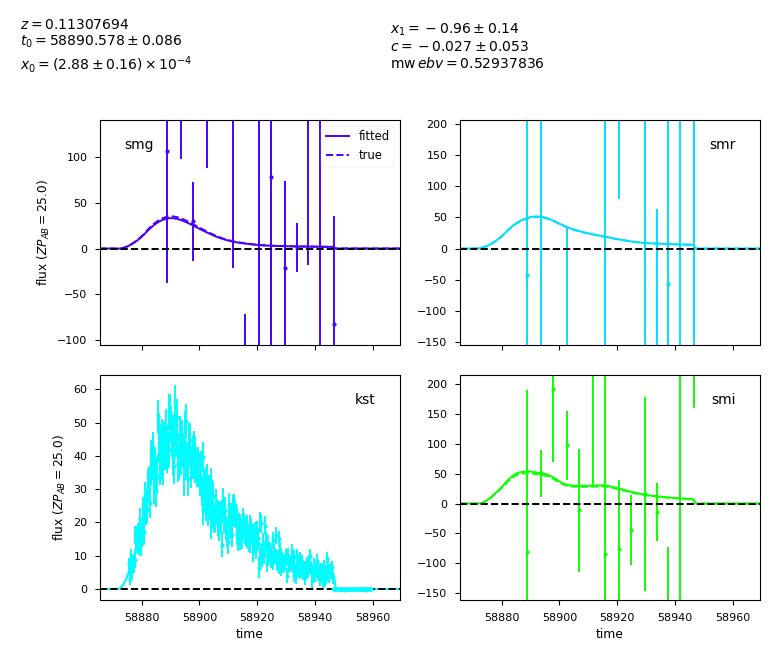 z = 0.11307694
t₀ = 58890.578 ± 0.086
x₀ = (2.88 ± 0.16) × 10⁻⁴
x₁ = −0.96 ± 0.14
c = −0.027 ± 0.053
mw ebv = 0.52937836
smg
fitted
true
100
50
0
−50
−100
flux (ZP_AB = 25.0)
smr
200
150
100
50
0
−50
−100
−150
kst
60
50
40
30
20
10
0
flux (ZP_AB = 25.0)
58880 58900 58920 58940 58960
time
smi
200
150
100
50
0
−50
−100
−150
58880 58900 58920 58940 58960
time